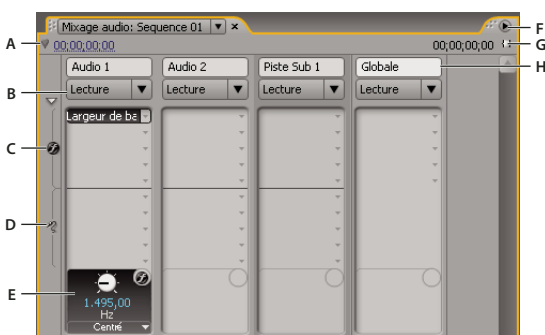 Mixage audio: Sequence 01
F
A
00;00;00;00
00;00;00;00
G
Audio 1
Audio 2
Piste Sub 1
Globale
H
B
Lecture
Lecture
Lecture
Lecture
Largeur de ba
C
D
E
1.495,00
Hz
Centré